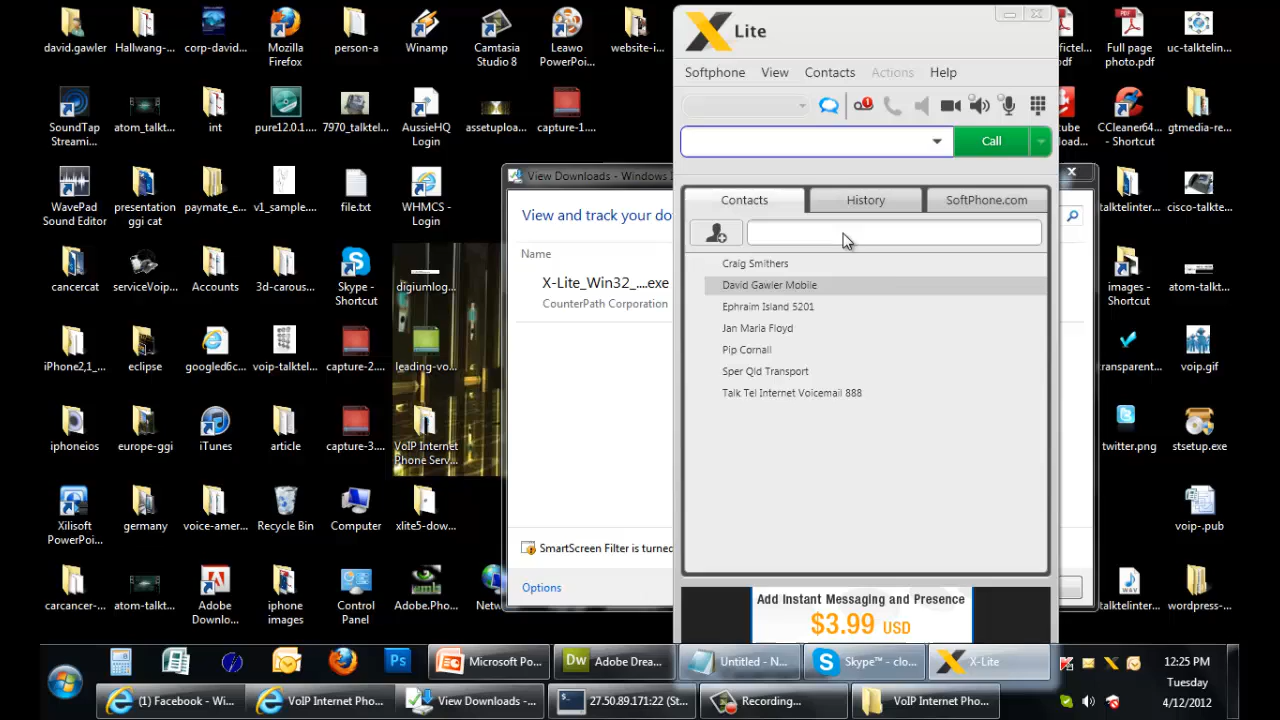 david.gawler
Hallwang-...
corp-david...
Mozilla
Firefox
person-a
Winamp
Camtasia
Studio 8
Leawo
PowerPoi...
website-i...
Full page
photo.pdf
uc-talktelin...
SoundTap
Streami...
atom_talkt...
int
pure12.0.1...
7970_talktel...
AussieHQ
Login
assetuploa...
capture-1....
CCleaner64...
- Shortcut
gtmedia-re...
WavePad
Sound Editor
presentation
ggi cat
paymate_e...
v1_sample....
file.txt
WHMCS -
Login
talktelinter...
cisco-talkte...
cancercat
serviceVoip...
Accounts
3d-carous...
Skype -
Shortcut
digiumlog...
images -
Shortcut
atom-talkt...
iPhone2,1_...
eclipse
googled6c...
voip-talktel...
capture-2....
leading-vo...
transparent...
voip.gif
iphoneios
europe-ggi
iTunes
article
capture-3....
VoIP Internet
Phone Serv...
twitter.png
stsetup.exe
Xilisoft
PowerPoi...
germany
voice-amer...
Recycle Bin
Computer
xlite5-dow...
voip-.pub
carcancer-...
atom-talkt...
Adobe
Downlo...
iphone
images
Control
Panel
Adobe.Pho...
Netw...
talktelinter...
wordpress-...
View Downloads - Windows I
View and track your do
Name
X-Lite_Win32_....exe
CounterPath Corporation
SmartScreen Filter is turned
Options
X Lite
Softphone View Contacts Actions Help
Call
Contacts History SoftPhone.com
Craig Smithers
David Gawler Mobile
Ephraim Island 5201
Jan Maria Floyd
Pip Cornall
Sper Qld Transport
Talk Tel Internet Voicemail 888
Add Instant Messaging and Presence
$3.99 USD
Microsoft Po...
Dw Adobe Drea...
Untitled - N...
Skype™ - clo...
X-Lite
Ps
12:25 PM
Tuesday
4/12/2012
(1) Facebook - Wi...
VoIP Internet Pho...
View Downloads -...
27.50.89.171:22 (St...
Recording...
VoIP Internet Pho...